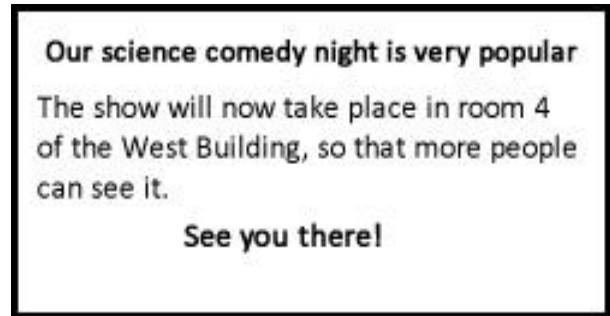 Our science comedy night is very popular
The show will now take place in room 4
of the West Building, so that more people
can see it.
See you there!